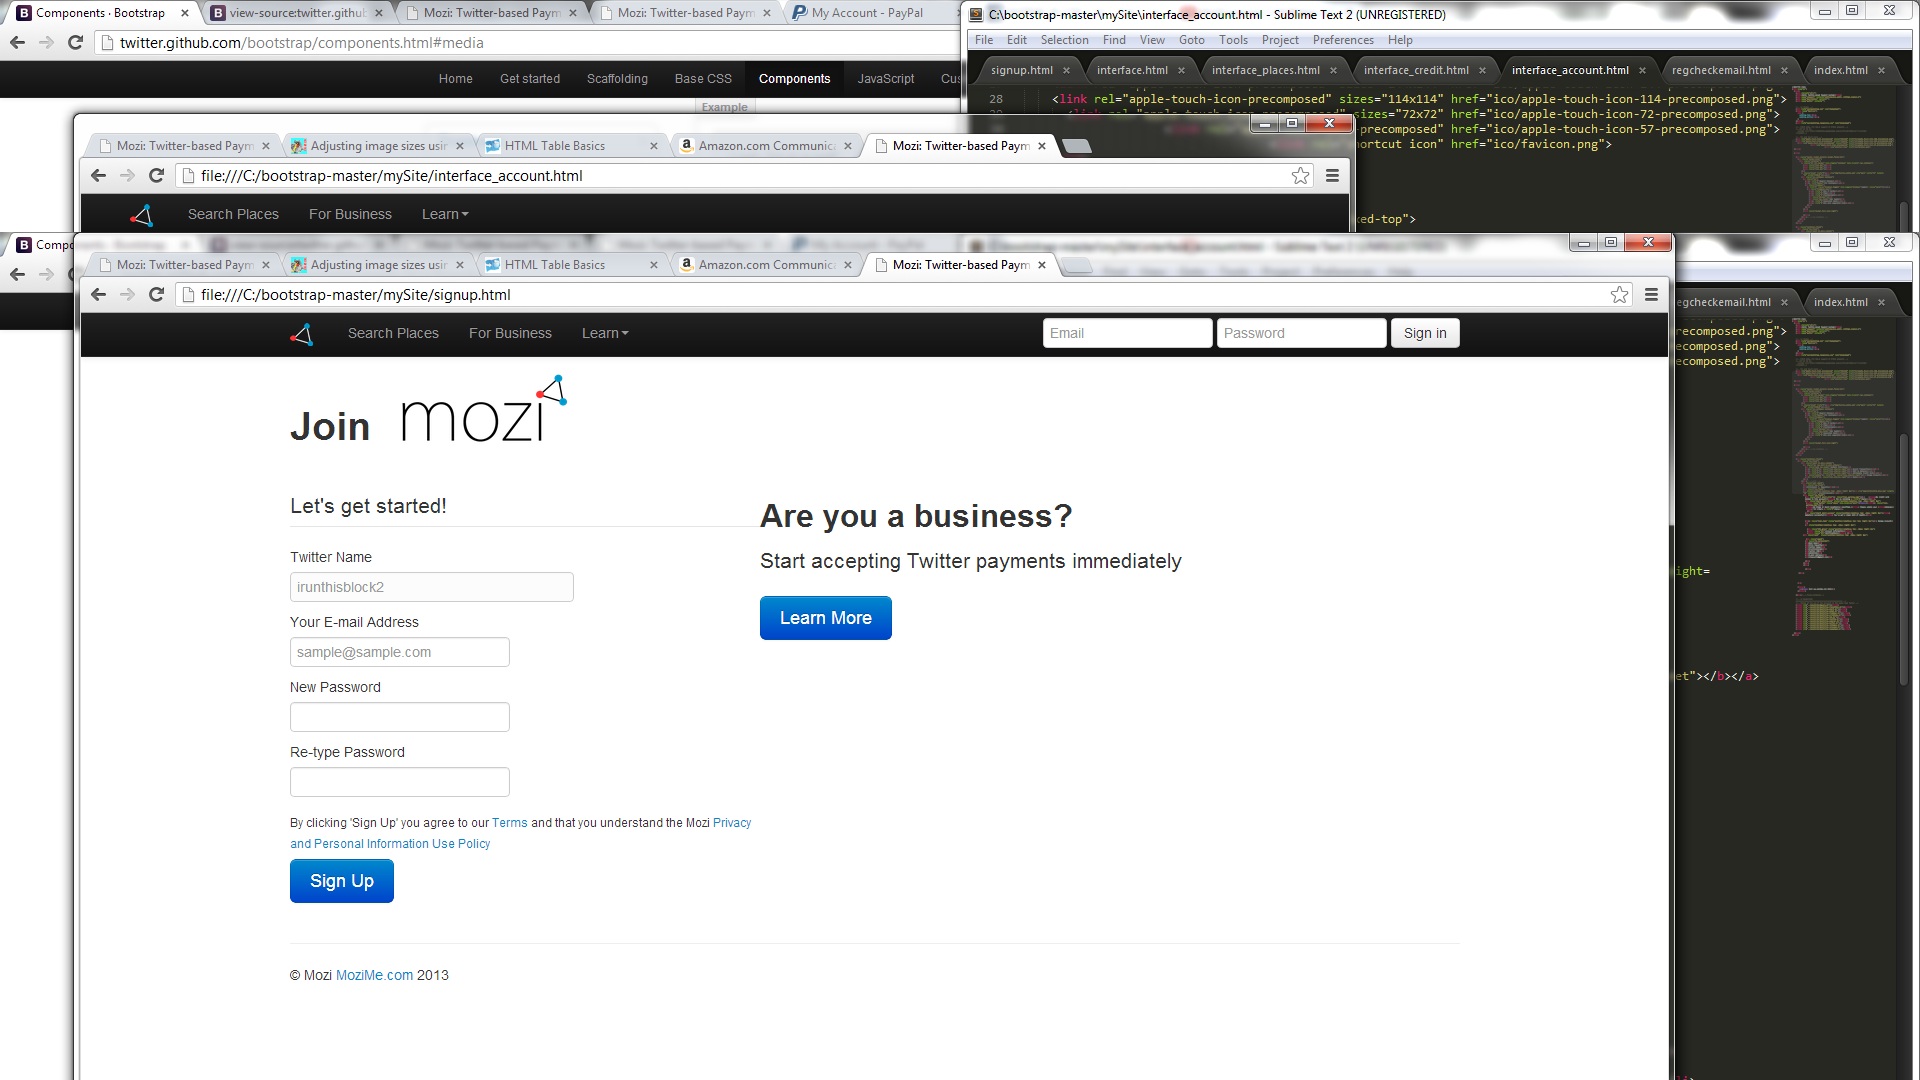 Components · Bootstrap
view-source:twitter.github
Mozi: Twitter-based Paym
Mozi: Twitter-based Paym
My Account - PayPal
twitter.github.com/bootstrap/components.html#media
Home Get started Scaffolding Base CSS Components JavaScript Cus
Example
C:\bootstrap-master\mySite\interface_account.html - Sublime Text 2 (UNREGISTERED)
File Edit Selection Find View Goto Tools Project Preferences Help
signup.html interface.html interface_places.html interface_credit.html interface_account.html regcheckemail.html index.html
28 <link rel="apple-touch-icon-precomposed" sizes="114x114" href="ico/apple-touch-icon-114-precomposed.png">
sizes="72x72" href="ico/apple-touch-icon-72-precomposed.png">
-precomposed" href="ico/apple-touch-icon-57-precomposed.png">
hortcut icon" href="ico/favicon.png">
xed-top">
Mozi: Twitter-based Paym
Adjusting image sizes usin
HTML Table Basics
Amazon.com Communica
Mozi: Twitter-based Paym
file:///C:/bootstrap-master/mySite/interface_account.html
Search Places For Business Learn
Compo
Mozi: Twitter-based Paym
Adjusting image sizes usin
HTML Table Basics
Amazon.com Communica
Mozi: Twitter-based Paym
file:///C:/bootstrap-master/mySite/signup.html
Search Places For Business Learn
Email
Password
Sign in
Join mozi
Let's get started!
Twitter Name
irunthisblock2
Your E-mail Address
sample@sample.com
New Password
Re-type Password
By clicking 'Sign Up' you agree to our Terms and that you understand the Mozi Privacy
and Personal Information Use Policy
Sign Up
Are you a business?
Start accepting Twitter payments immediately
Learn More
© Mozi MoziMe.com 2013
egcheckemail.html index.html
recomposed.png">
recomposed.png">
recomposed.png">
ight=
et"></b></a>